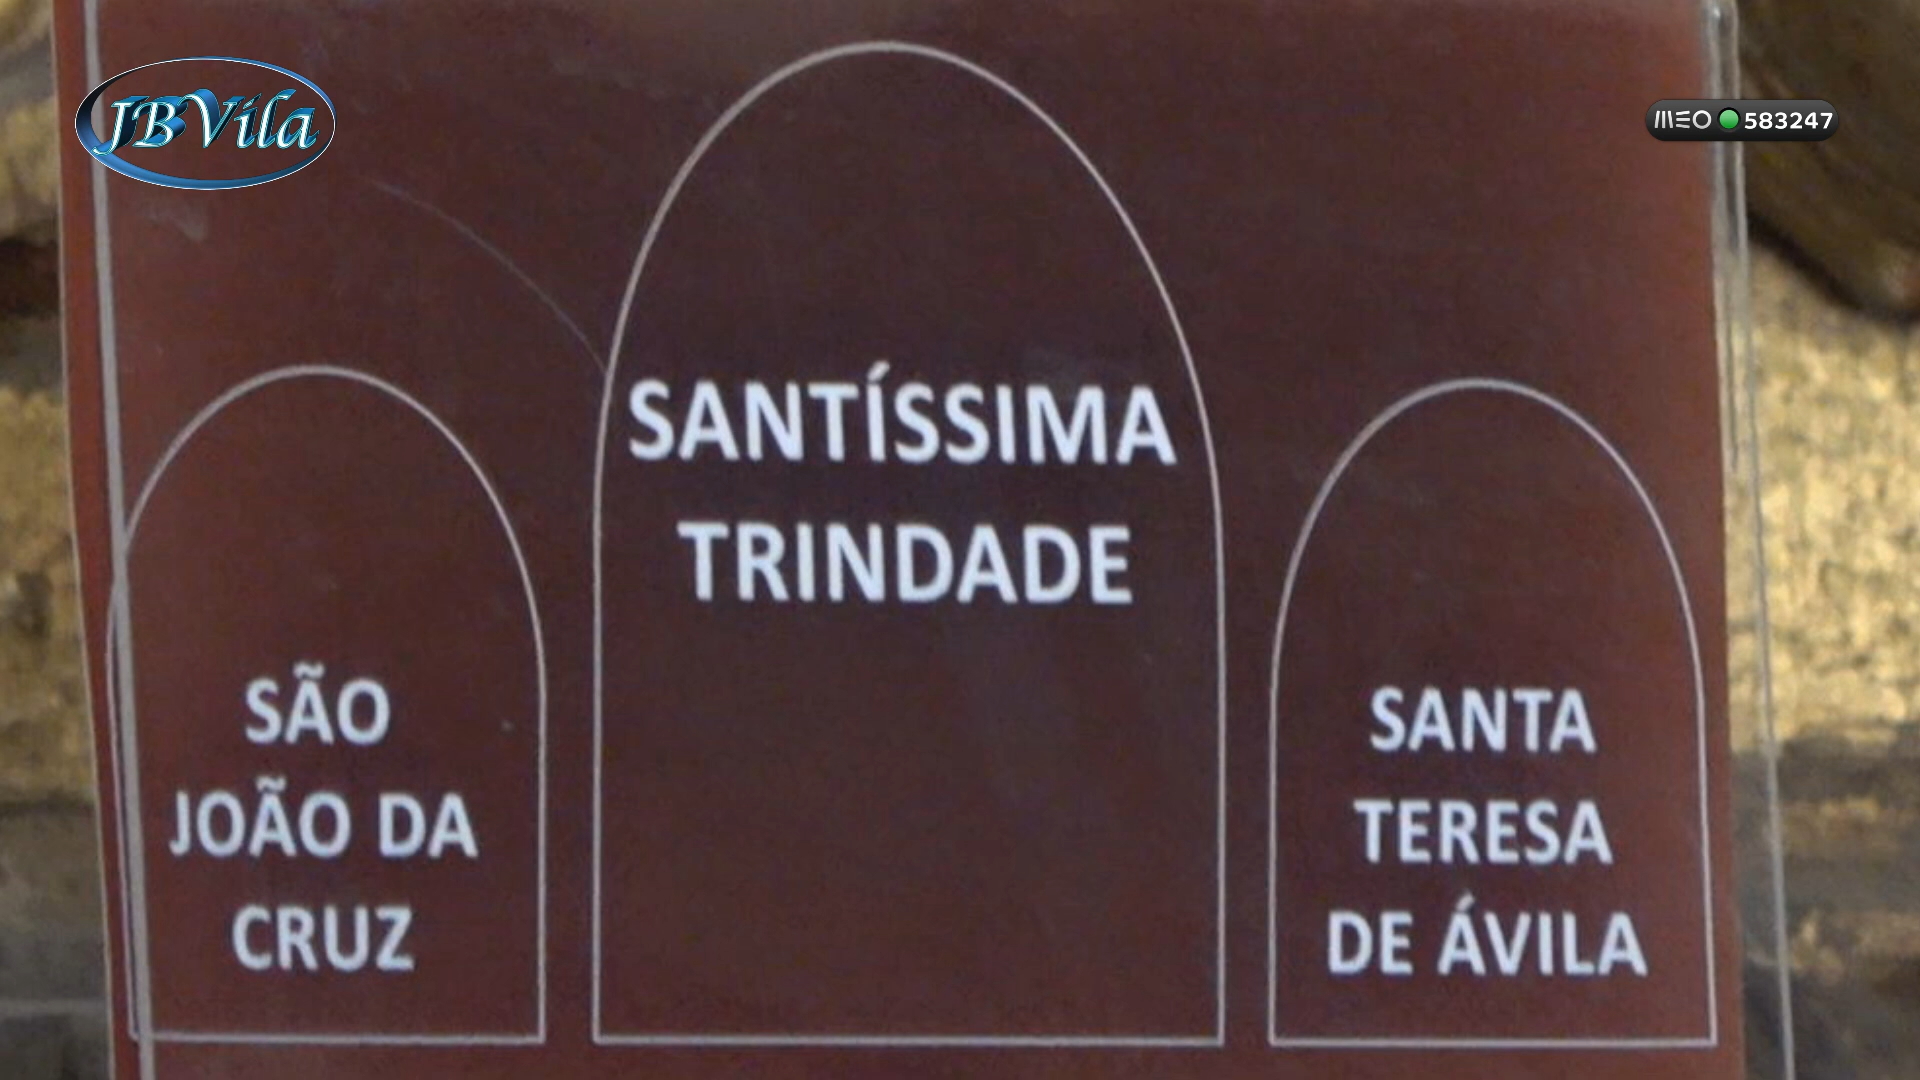 JBVila
MEO 583247
SANTÍSSIMA
TRINDADE
SÃO
JOÃO DA
CRUZ
SANTA
TERESA
DE ÁVILA